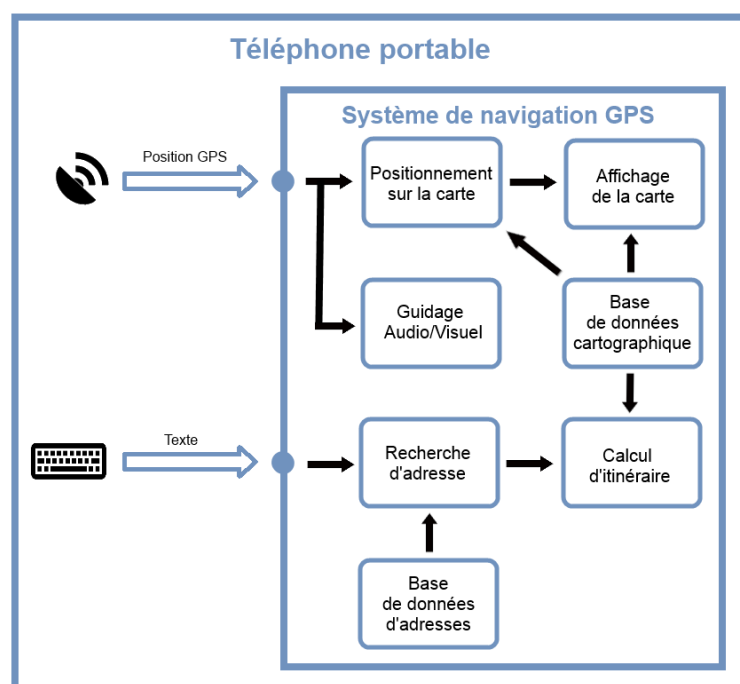 Téléphone portable
Système de navigation GPS
Position GPS
Positionnement
sur la carte
Affichage
de la carte
Guidage
Audio/Visuel
Base
de données
cartographique
Texte
Recherche
d'adresse
Calcul
d'itinéraire
Base
de données
d'adresses